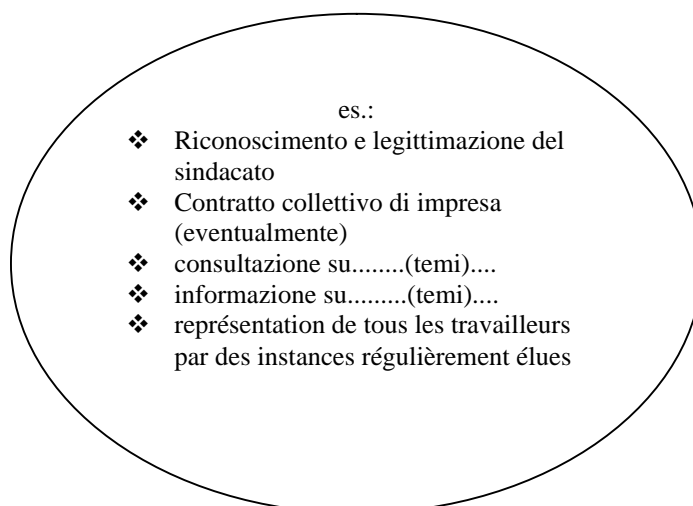 es.:
❖ Riconoscimento e legittimazione del
sindacato
❖ Contratto collettivo di impresa
(eventualmente)
❖ consultazione su........(temi)....
❖ informazione su.........(temi)....
❖ représentation de tous les travailleurs
par des instances régulièrement élues